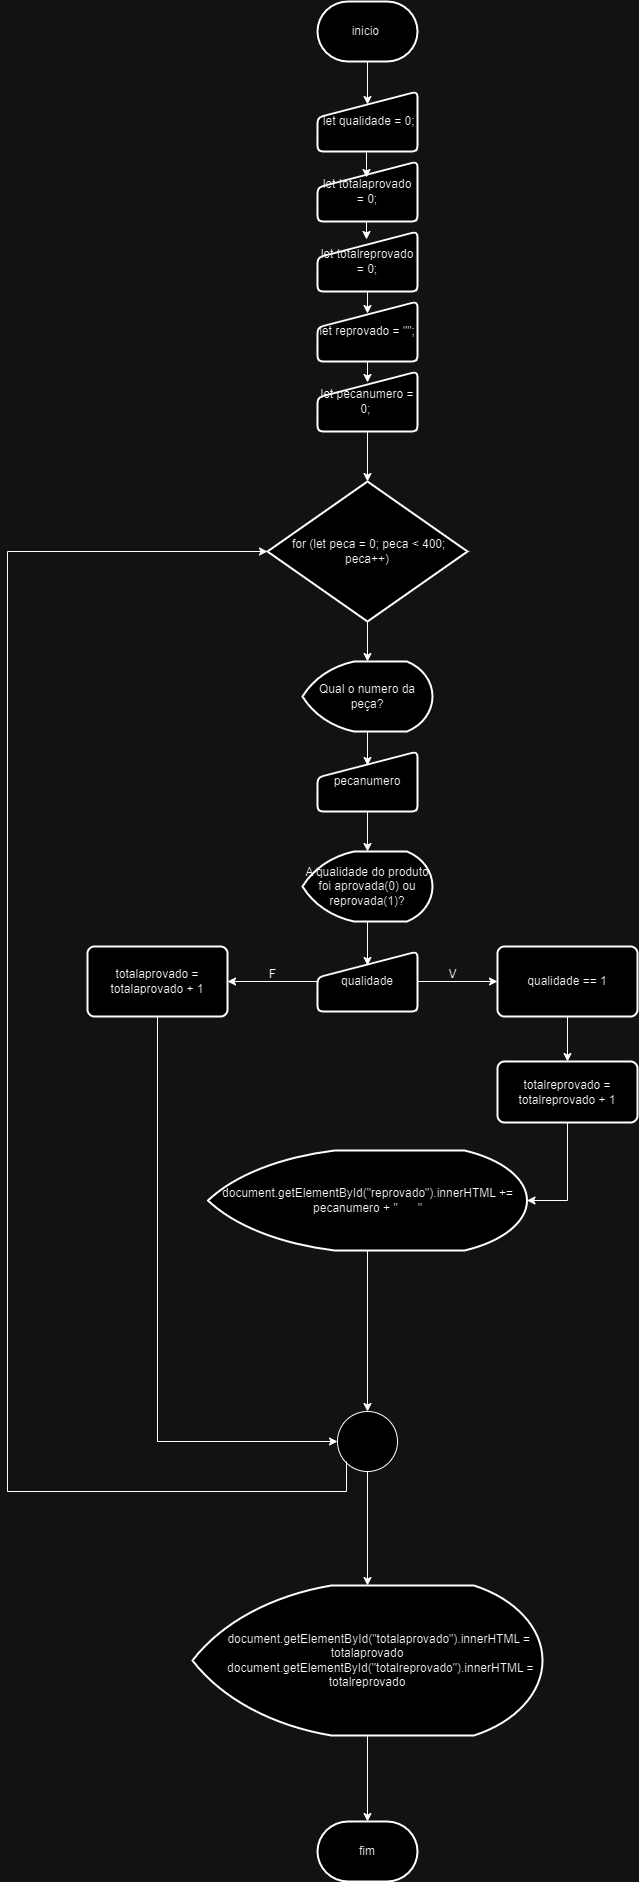 inicio
let qualidade = 0;
let totalaprovado
= 0;
let totalreprovado
= 0;
let reprovado = "";
let pecanumero =
0;
for (let peca = 0; peca < 400;
peca++)
Qual o numero da
peça?
pecanumero
A qualidade do produto
foi aprovada(0) ou
reprovada(1)?
totalaprovado =
totalaprovado + 1
F
qualidade
V
qualidade == 1
totalreprovado =
totalreprovado + 1
document.getElementById("reprovado").innerHTML +=
pecanumero + "      "
document.getElementById("totalaprovado").innerHTML =
totalaprovado
document.getElementById("totalreprovado").innerHTML =
totalreprovado
fim